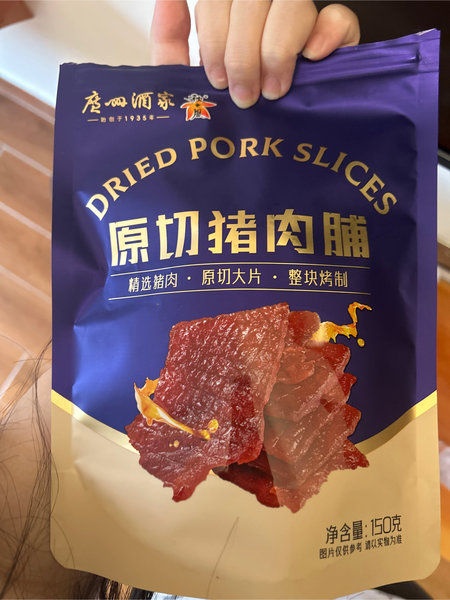 廣州酒家
始创于1935年
DRIED PORK SLICES
原切猪肉脯
精选猪肉·原切大片·整块烤制
净含量:150克
图片仅供参考 请以实物为准